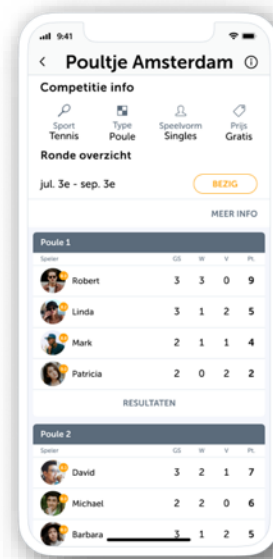 9:41
Poultje Amsterdam
Competitie info
Sport Type Speelvorm Prijs
Tennis Poule Singles Gratis
Ronde overzicht
jul. 3e - sep. 3e BEZIG
MEER INFO
Poule 1
Speler GS W V Pt.
Robert 3 3 0 9
Linda 3 1 2 5
Mark 2 1 1 4
Patricia 2 0 2 2
RESULTATEN
Poule 2
Speler GS W V Pt.
David 3 2 1 7
Michael 2 2 0 6
Barbara 3 1 2 5